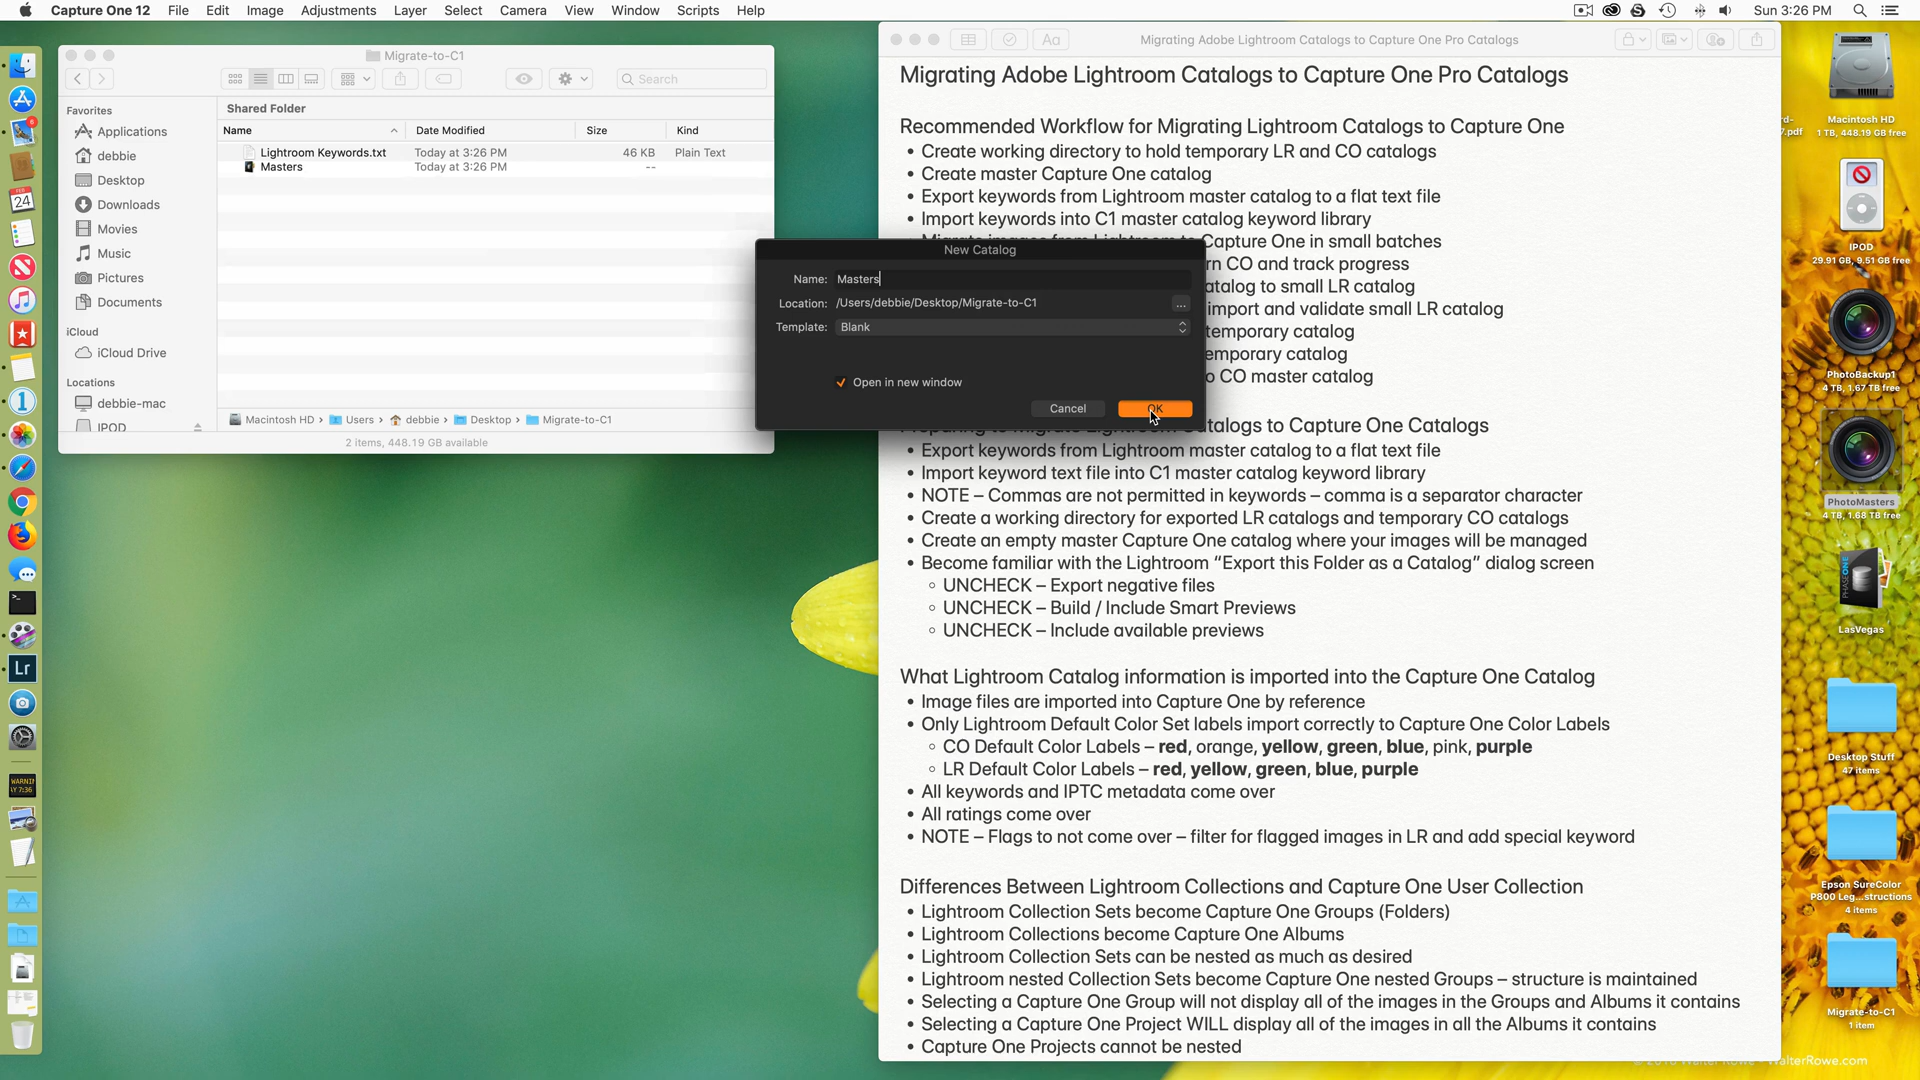 Capture One 12 File Edit Image Adjustments Layer Select Camera View Window Scripts Help
Sun 3:26 PM
Migrate-to-C1
Search
Favorites
Applications
debbie
Desktop
Downloads
Movies
Music
Pictures
Documents
iCloud
iCloud Drive
Locations
debbie-mac
IPOD
Shared Folder
Name Date Modified Size Kind
Lightroom Keywords.txt Today at 3:26 PM 46 KB Plain Text
Masters Today at 3:26 PM --
Macintosh HD › Users › debbie › Desktop › Migrate-to-C1
2 items, 448.19 GB available
New Catalog
Name: Masters
Location: /Users/debbie/Desktop/Migrate-to-C1 ...
Template: Blank
Open in new window
Cancel OK
Migrating Adobe Lightroom Catalogs to Capture One Pro Catalogs
Aa
Migrating Adobe Lightroom Catalogs to Capture One Pro Catalogs
Recommended Workflow for Migrating Lightroom Catalogs to Capture One
• Create working directory to hold temporary LR and CO catalogs
• Create master Capture One catalog
• Export keywords from Lightroom master catalog to a flat text file
• Import keywords into C1 master catalog keyword library
• Migrate images from Lightroom to Capture One in small batches
CO and track progress
to small LR catalog
import and validate small LR catalog
temporary catalog
temporary catalog
CO master catalog
Preparing to Migrate Lightroom Catalogs to Capture One Catalogs
• Export keywords from Lightroom master catalog to a flat text file
• Import keyword text file into C1 master catalog keyword library
• NOTE – Commas are not permitted in keywords – comma is a separator character
• Create a working directory for exported LR catalogs and temporary CO catalogs
• Create an empty master Capture One catalog where your images will be managed
• Become familiar with the Lightroom “Export this Folder as a Catalog” dialog screen
◦ UNCHECK – Export negative files
◦ UNCHECK – Build / Include Smart Previews
◦ UNCHECK – Include available previews
What Lightroom Catalog information is imported into the Capture One Catalog
• Image files are imported into Capture One by reference
• Only Lightroom Default Color Set labels import correctly to Capture One Color Labels
◦ CO Default Color Labels – red, orange, yellow, green, blue, pink, purple
◦ LR Default Color Labels – red, yellow, green, blue, purple
• All keywords and IPTC metadata come over
• All ratings come over
• NOTE – Flags to not come over – filter for flagged images in LR and add special keyword
Differences Between Lightroom Collections and Capture One User Collection
• Lightroom Collection Sets become Capture One Groups (Folders)
• Lightroom Collections become Capture One Albums
• Lightroom Collection Sets can be nested as much as desired
• Lightroom nested Collection Sets become Capture One nested Groups – structure is maintained
• Selecting a Capture One Group will not display all of the images in the Groups and Albums it contains
• Selecting a Capture One Project WILL display all of the images in all the Albums it contains
• Capture One Projects cannot be nested
Macintosh HD
1 TB, 448.19 GB free
IPOD
29.91 GB, 9.51 GB free
PhotoBackup1
4 TB, 1.67 TB free
PhotoMasters
4 TB, 1.68 TB free
PHASEONE
LasVegas
Desktop Stuff
47 items
Epson SureColor
P800 Leg...structions
4 items
Migrate-to-C1
1 item
WalterRowe.com
FEB
24
Lr